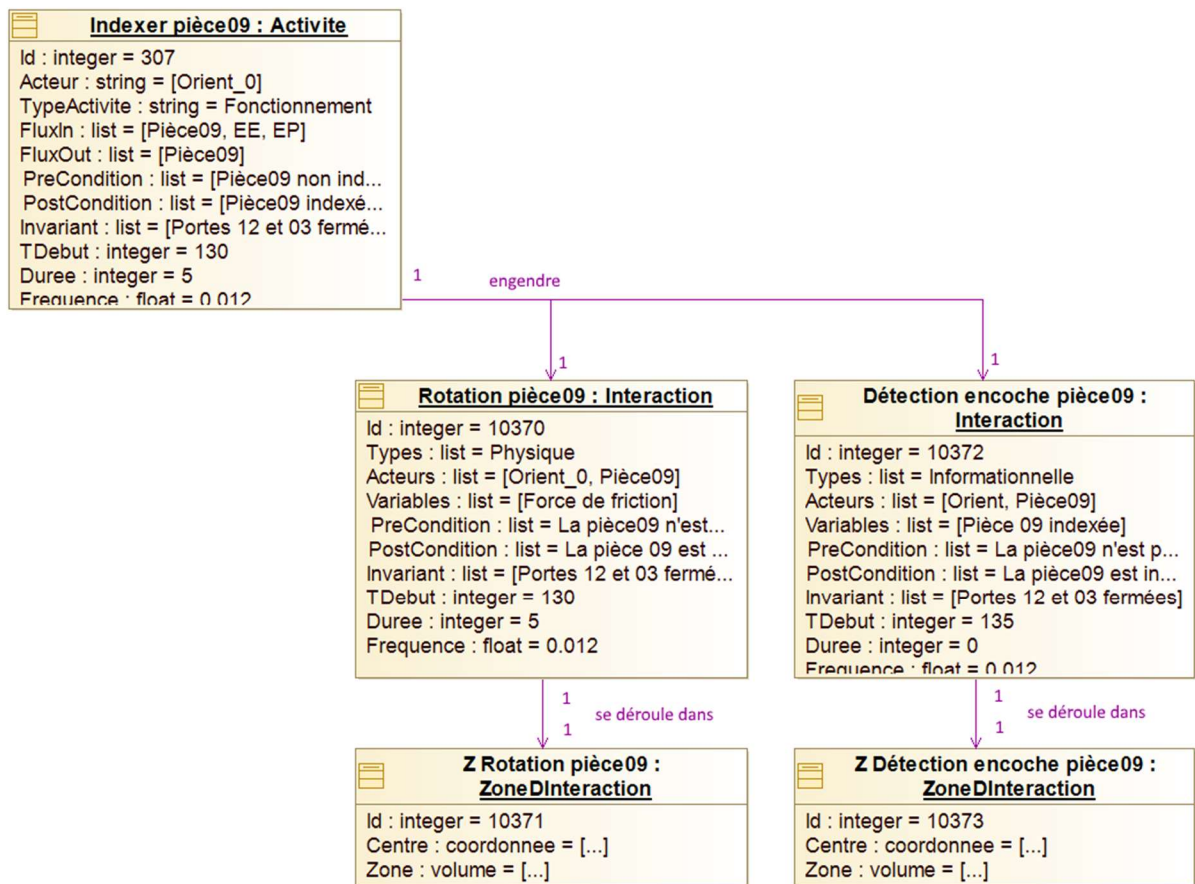 Indexer pièce09 : Activite
Id : integer = 307
Acteur : string = [Orient_0]
TypeActivite : string = Fonctionnement
FluxIn : list = [Pièce09, EE, EP]
FluxOut : list = [Pièce09]
PreCondition : list = [Pièce09 non ind...
PostCondition : list = [Pièce09 indexé...
Invariant : list = [Portes 12 et 03 fermé...
TDebut : integer = 130
Duree : integer = 5
Frequence : float = 0.012
1
engendre
1
1
Rotation pièce09 : Interaction
Id : integer = 10370
Types : list = Physique
Acteurs : list = [Orient_0, Pièce09]
Variables : list = [Force de friction]
PreCondition : list = La pièce09 n'est...
PostCondition : list = La pièce 09 est ...
Invariant : list = [Portes 12 et 03 fermé...
TDebut : integer = 130
Duree : integer = 5
Frequence : float = 0.012
Détection encoche pièce09 :
Interaction
Id : integer = 10372
Types : list = Informationnelle
Acteurs : list = [Orient, Pièce09]
Variables : list = [Pièce 09 indexée]
PreCondition : list = La pièce09 n'est p...
PostCondition : list = La pièce09 est in...
Invariant : list = [Portes 12 et 03 fermées]
TDebut : integer = 135
Duree : integer = 0
Frequence : float = 0.012
1
se déroule dans
1
1
se déroule dans
1
Z Rotation pièce09 :
ZoneDInteraction
Id : integer = 10371
Centre : coordonnee = [...]
Zone : volume = [...]
Z Détection encoche pièce09 :
ZoneDInteraction
Id : integer = 10373
Centre : coordonnee = [...]
Zone : volume = [...]